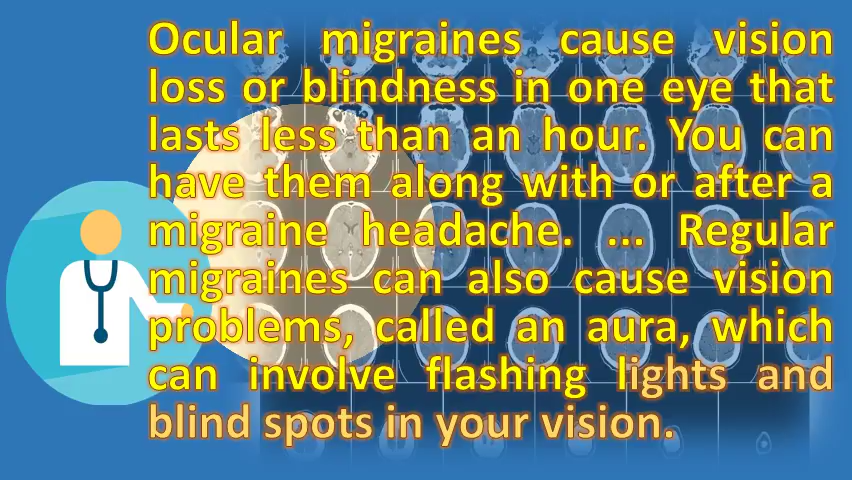 Ocular migraines cause vision
loss or blindness in one eye that
lasts less than an hour. You can
have them along with or after a
migraine headache. ... Regular
migraines can also cause vision
problems, called an aura, which
can involve flashing lights and
blind spots in your vision.